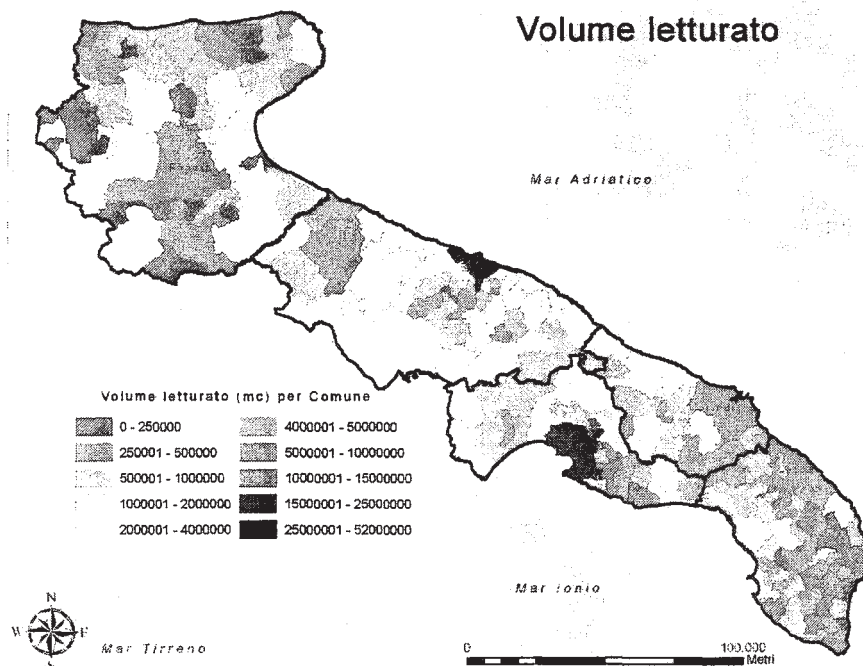 Volume letturato
Mar Adriatico
Volume letturato (mc) per Comune
0 - 250000
250001 - 500000
500001 - 1000000
1000001 - 2000000
2000001 - 4000000
4000001 - 5000000
5000001 - 10000000
10000001 - 15000000
15000001 - 25000000
25000001 - 52000000
Mar Ionio
N
W
E
S
Mar Tirreno
0
100.000
Metri